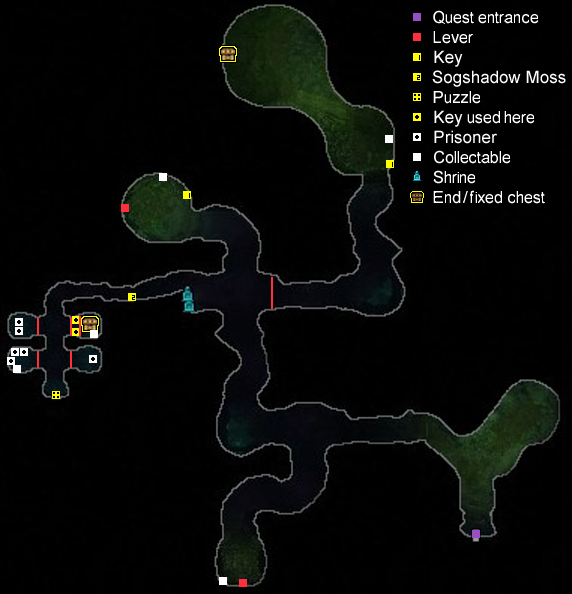 Quest entrance
Lever
Key
Sogshadow Moss
Puzzle
Key used here
Prisoner
Collectable
Shrine
End/fixed chest